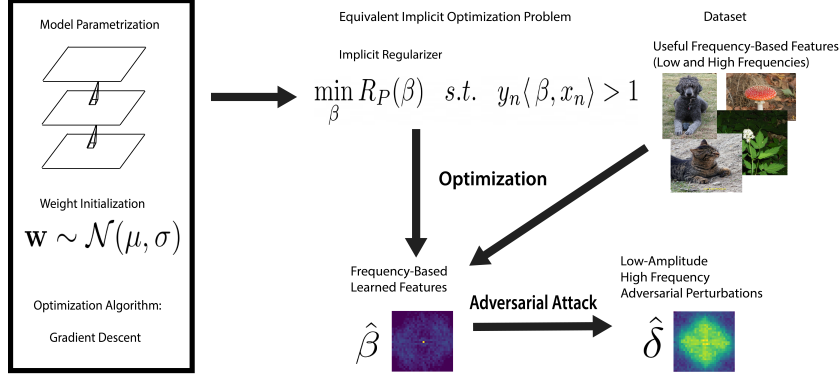 Model Parametrization
Weight Initialization
w ∼ 𝒩(μ, σ)
Optimization Algorithm:
Gradient Descent
Equivalent Implicit Optimization Problem
Implicit Regularizer
min R_P(β) s.t. y_n⟨β, x_n⟩ > 1
β
Optimization
Dataset
Useful Frequency-Based Features
(Low and High Frequencies)
Frequency-Based
Learned Features
β̂
Adversarial Attack
Low-Amplitude
High Frequency
Adversarial Perturbations
δ̂